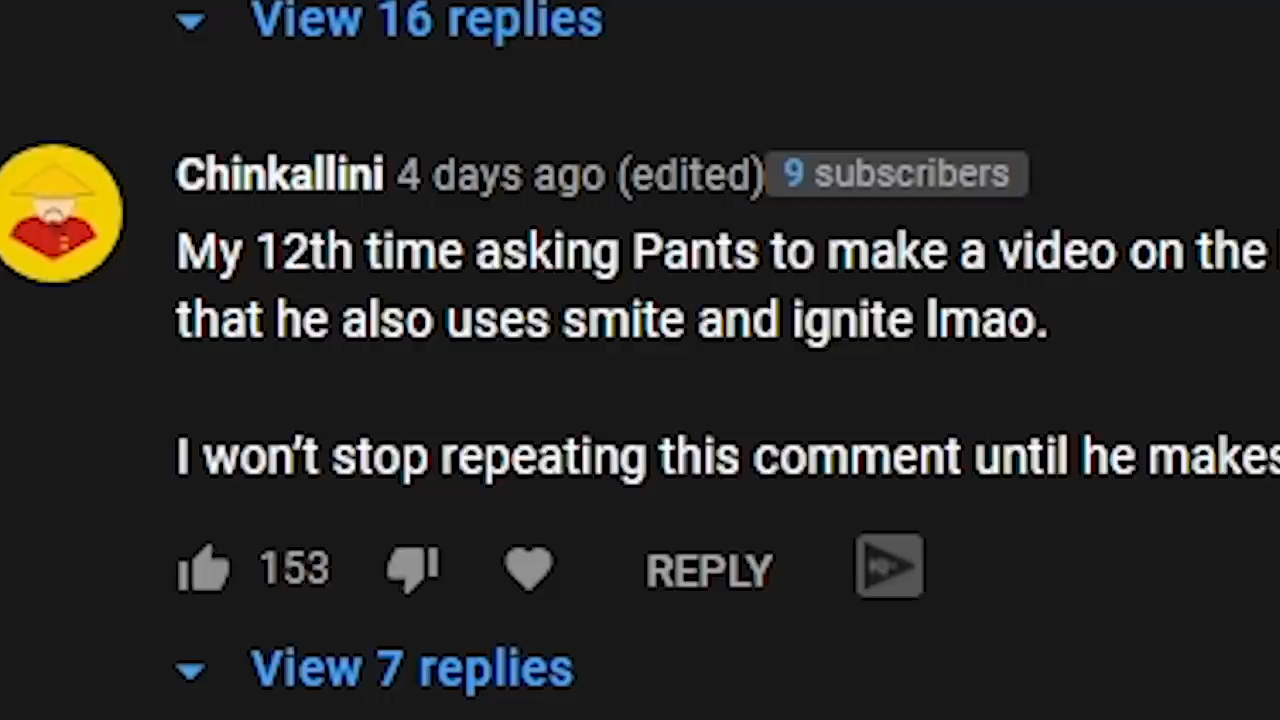 View 16 replies
Chinkallini 4 days ago (edited) 9 subscribers
My 12th time asking Pants to make a video on the
that he also uses smite and ignite lmao.
I won't stop repeating this comment until he makes
153 REPLY
View 7 replies